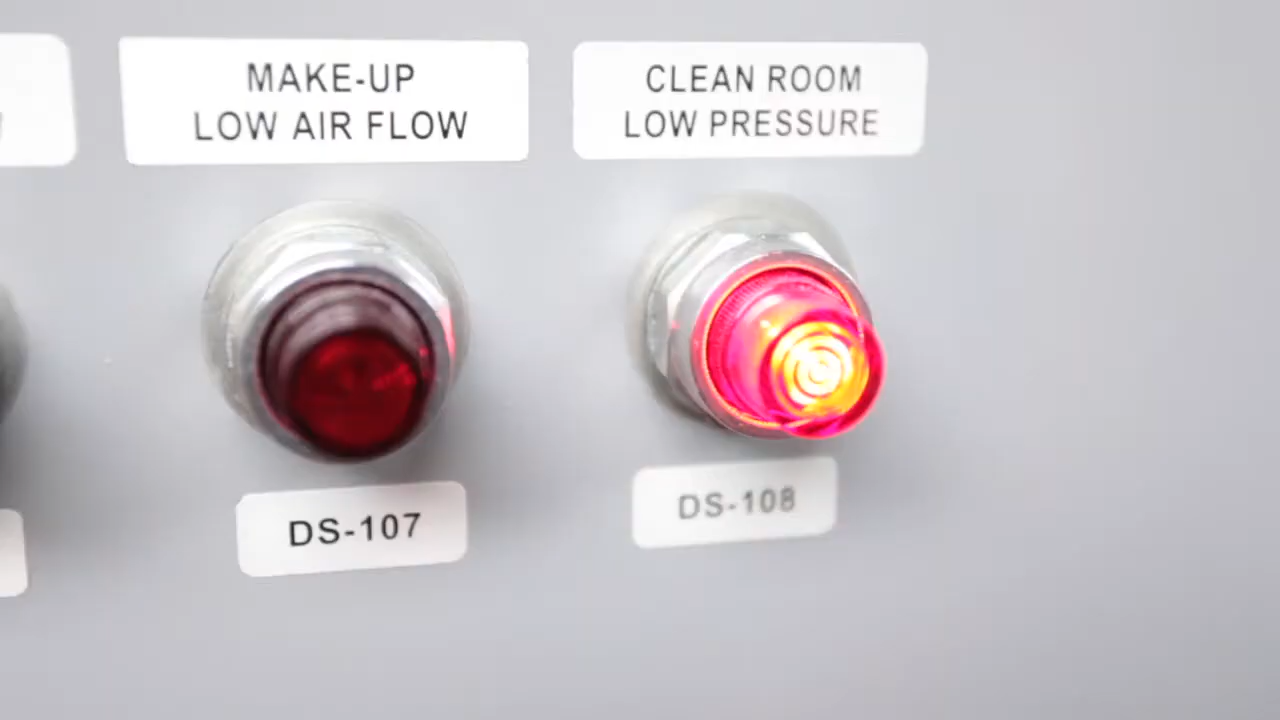 MAKE-UP
LOW AIR FLOW
CLEAN ROOM
LOW PRESSURE
DS-107
DS-108